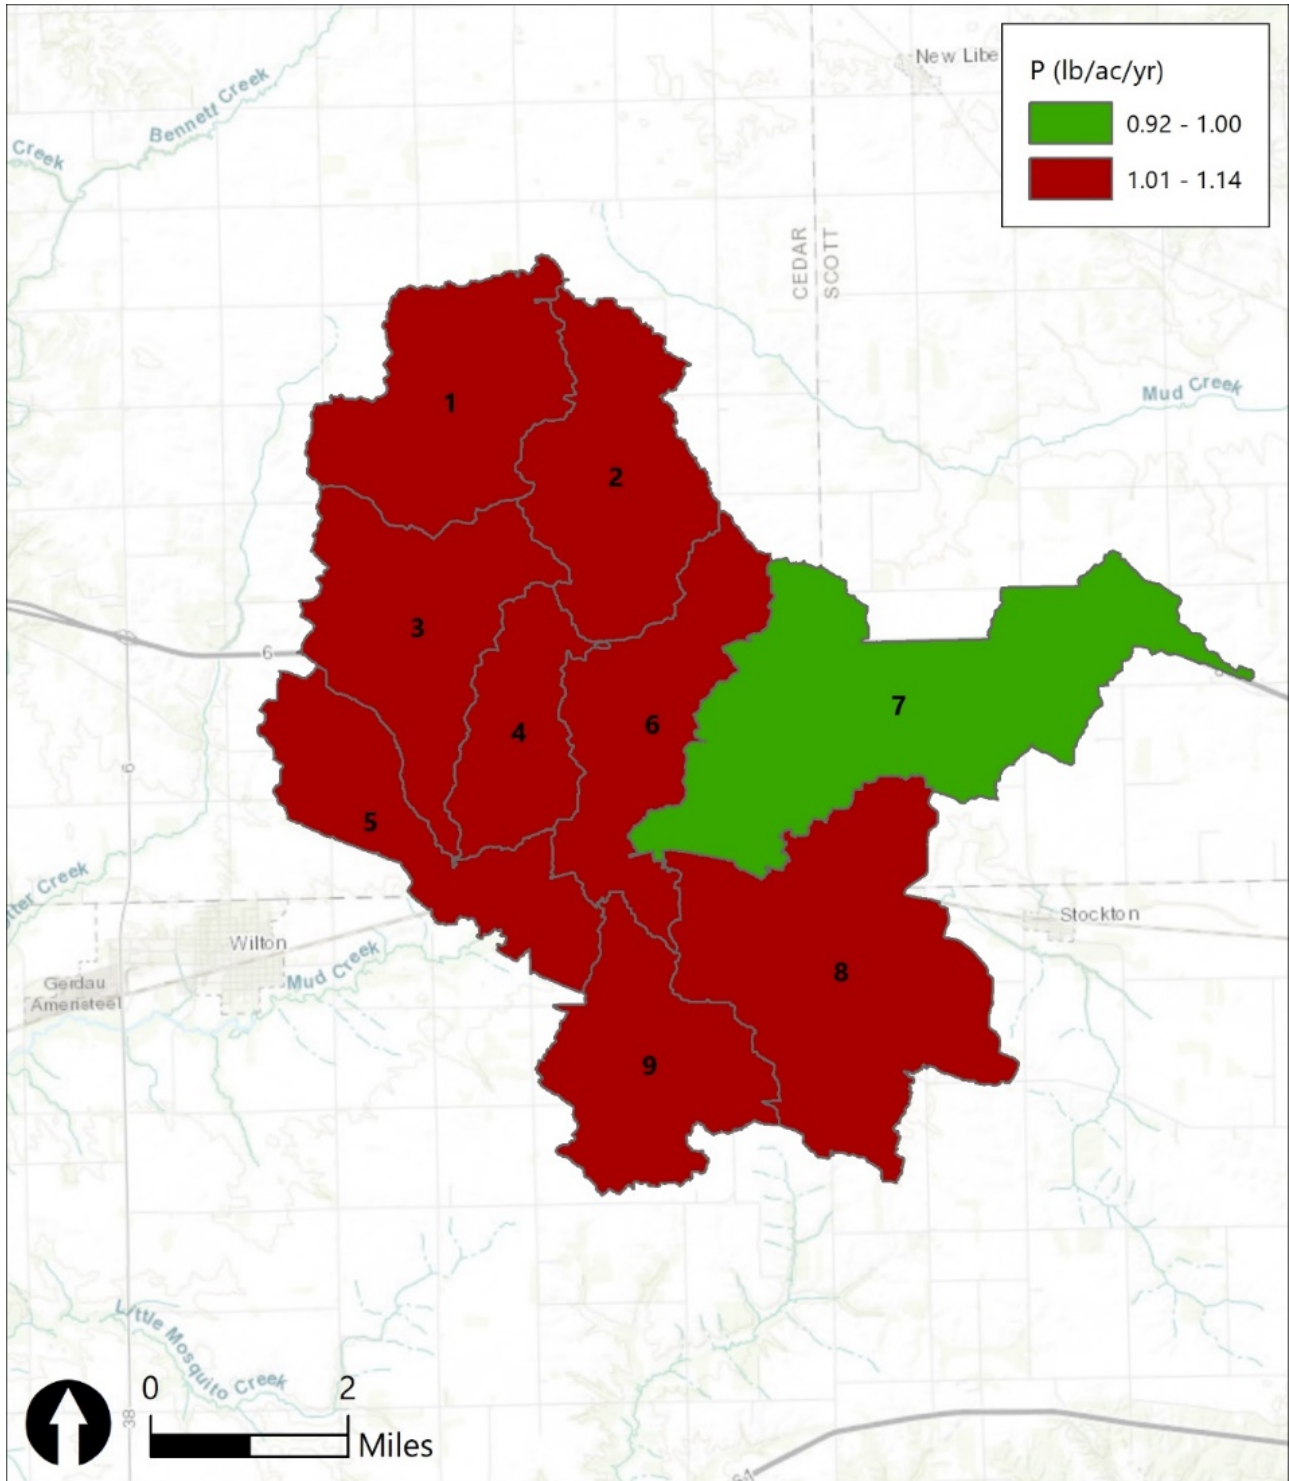 New Libe
P (lb/ac/yr)
0.92 - 1.00
1.01 - 1.14
Bennett Creek
Creek
CEDAR
SCOTT
Mud Creek
1
2
3
6
4
6
7
6
5
Creek
Wilton
Mud Creek
Gerdau
Ameristeel
Stockton
8
9
Little Mosquito Creek
38
0 2
Miles